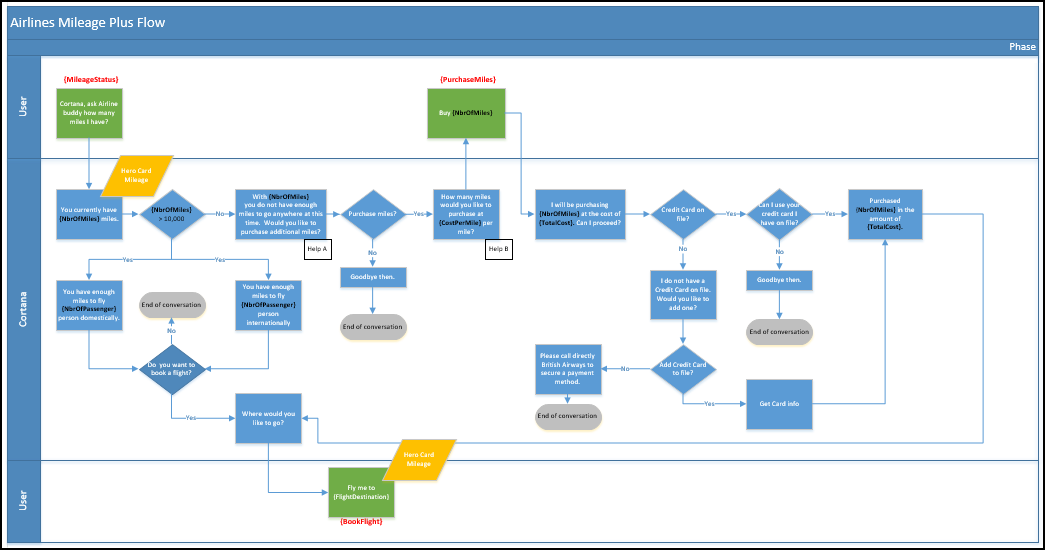 Airlines Mileage Plus Flow
Phase
User
{MileageStatus}
Cortana, ask Airline
buddy how many
miles I have?
{PurchaseMiles}
Buy {NbrOfMiles}
Cortana
Hero Card
Mileage
You currently have
{NbrOfMiles} miles.
{NbrOfMiles}
> 10,000
No
With {NbrOfMiles}
you do not have enough
miles to go anywhere at this
time. Would you like to
purchase additional miles?
Help A
Purchase miles?
Yes
How many miles
would you like to
purchase at
{CostPerMile} per
mile?
Help B
I will be purchasing
{NbrOfMiles} at the cost of
{TotalCost}. Can I proceed?
Credit Card on
file?
Yes
Can I use your
credit card I
have on file?
Yes
Purchased
{NbrOfMiles} in the
amount of
{TotalCost}.
Yes
Yes
No
Goodbye then.
End of conversation
No
I do not have a
Credit Card on file.
Would you like to
add one?
No
Goodbye then.
End of conversation
You have enough
miles to fly
{NbrOfPassenger}
person domestically.
End of conversation
No
You have enough
miles to fly
{NbrOfPassenger}
person
internationally
Do you want to
book a flight?
Yes
Please call directly
British Airways to
secure a payment
method.
No
Add Credit Card
to file?
Yes
Get Card info
End of conversation
Where would you
like to go?
User
Hero Card
Mileage
Fly me to
{FlightDestination}
{BookFlight}